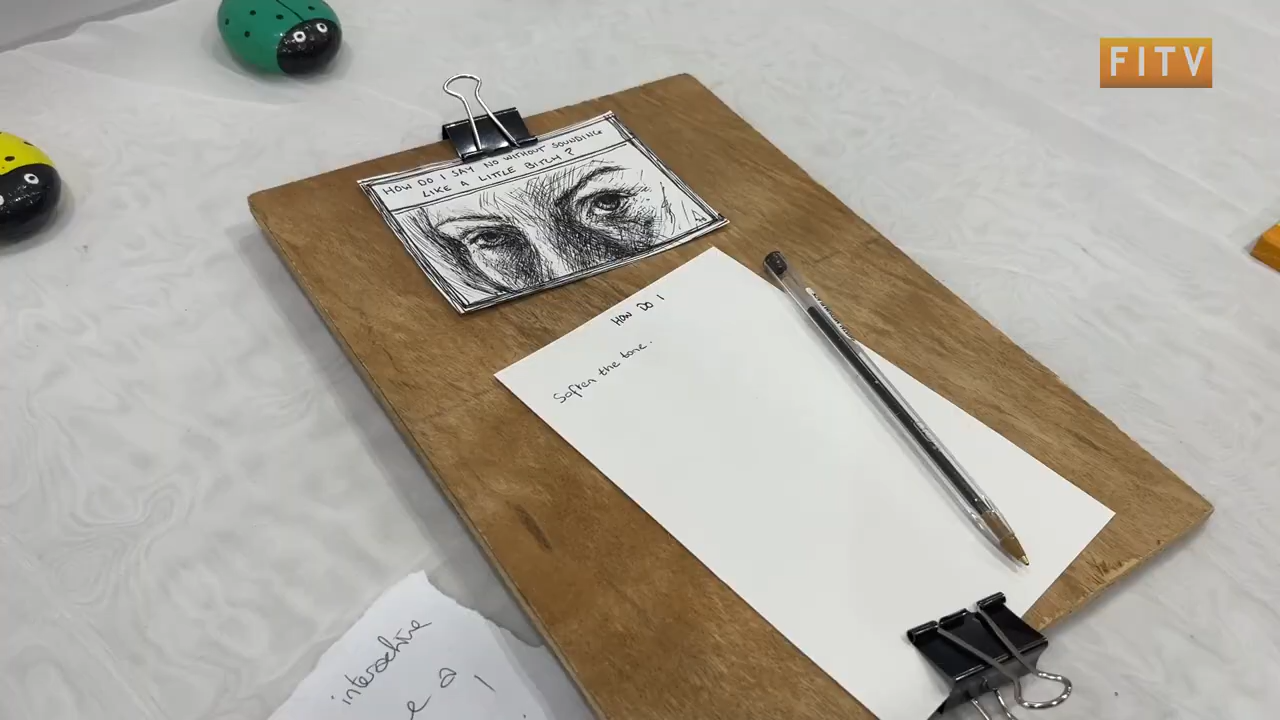 FITV
HOW DO I SAY NO WITHOUT SOUNDING
LIKE A LITTLE BITCH?
HOW DO I
Soften the tone.
interactive
a